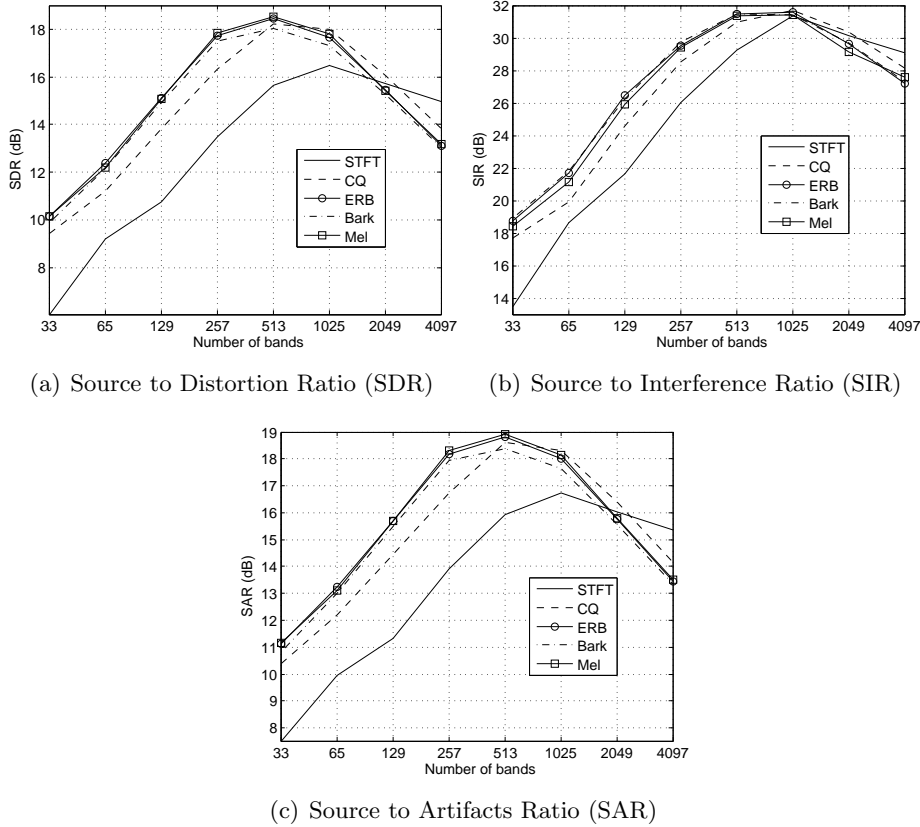 18
16
14
12
10
8
SDR (dB)
STFT
CQ
ERB
Bark
Mel
33 65 129 257 513 1025 2049 4097
Number of bands
32
30
28
26
24
22
20
18
16
14
SIR (dB)
STFT
CQ
ERB
Bark
Mel
33 65 129 257 513 1025 2049 4097
Number of bands
(a) Source to Distortion Ratio (SDR)
(b) Source to Interference Ratio (SIR)
19
18
17
16
15
14
13
12
11
10
9
8
SAR (dB)
STFT
CQ
ERB
Bark
Mel
33 65 129 257 513 1025 2049 4097
Number of bands
(c) Source to Artifacts Ratio (SAR)